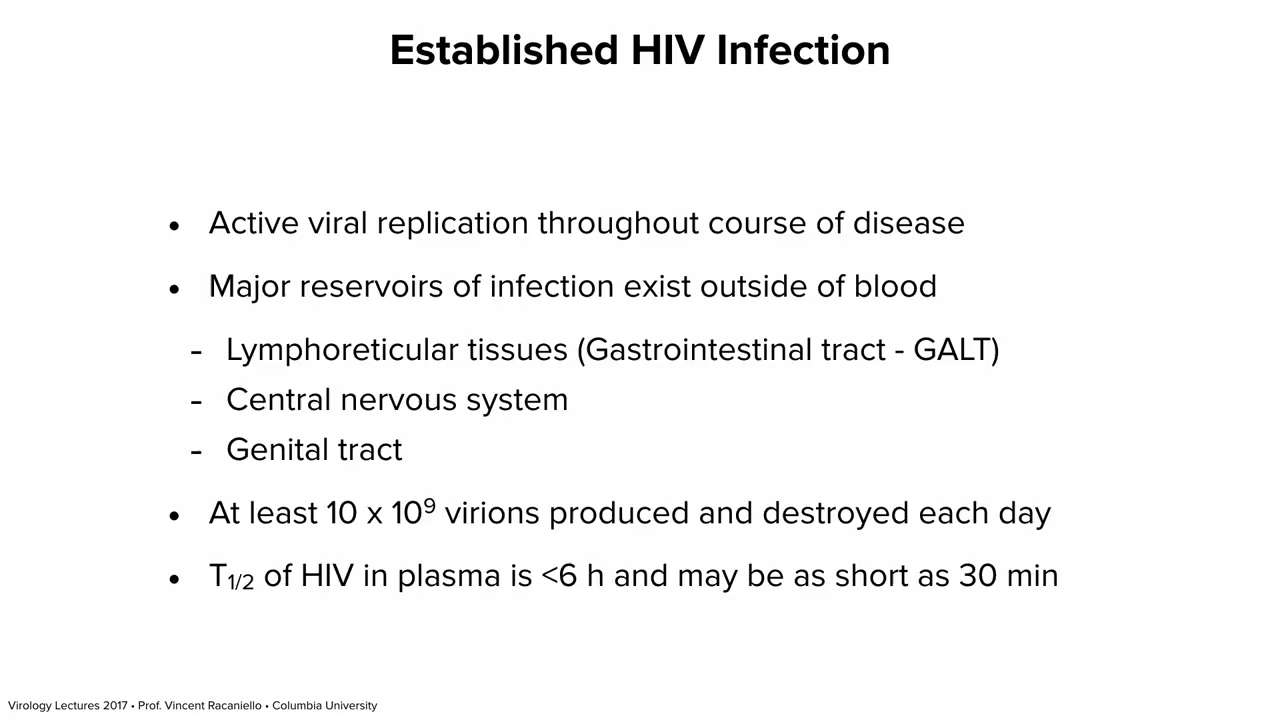 Established HIV Infection
• Active viral replication throughout course of disease
• Major reservoirs of infection exist outside of blood
- Lymphoreticular tissues (Gastrointestinal tract - GALT)
- Central nervous system
- Genital tract
• At least 10 x 10⁹ virions produced and destroyed each day
• T₁/₂ of HIV in plasma is <6 h and may be as short as 30 min
Virology Lectures 2017 • Prof. Vincent Racaniello • Columbia University